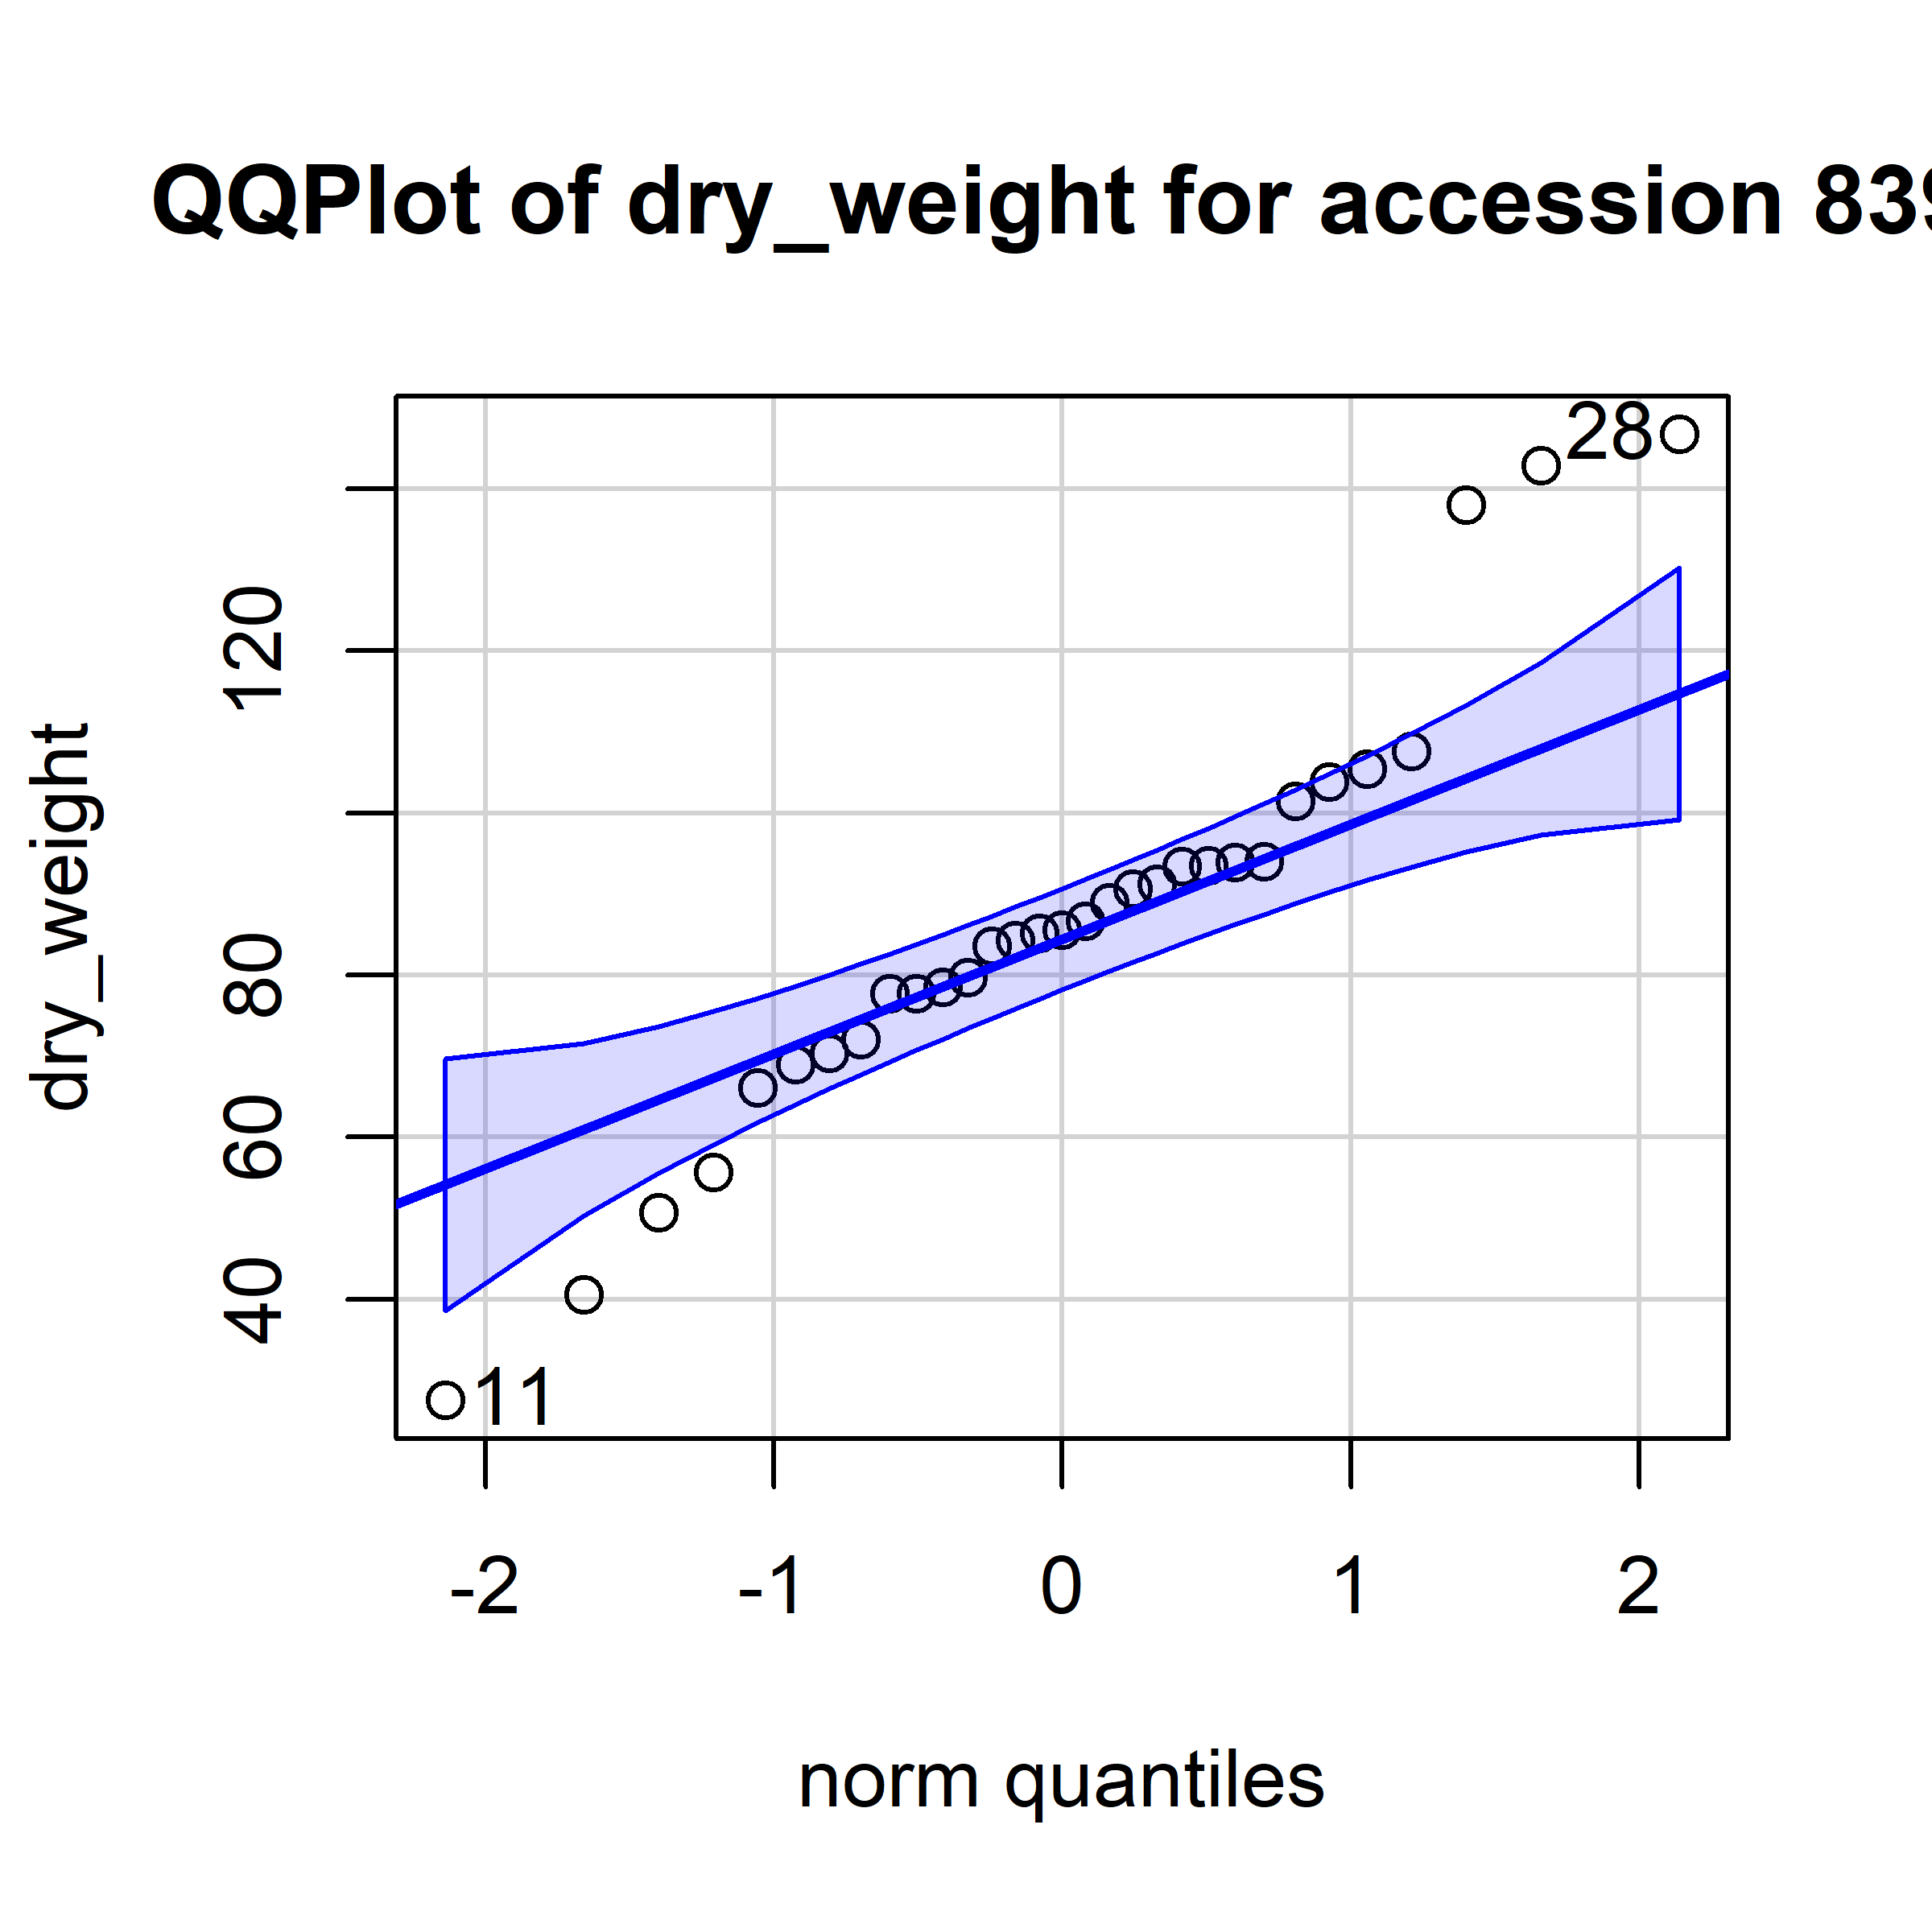 QQPlot of dry_weight for accession 839
28
120
80
60
40
dry_weight
11
-2 -1 0 1 2
norm quantiles